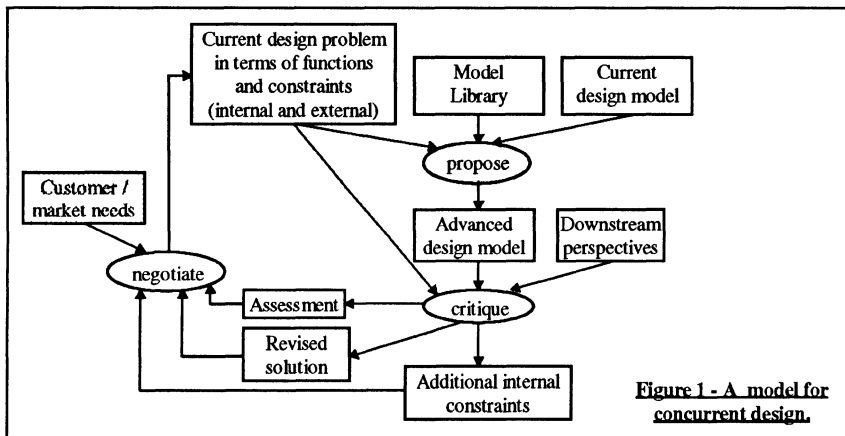 Current design problem
in terms of functions
and constraints
(internal and external)
Model
Library
Current
design model
propose
Customer /
market needs
Advanced
design model
Downstream
perspectives
negotiate
Assessment
critique
Revised
solution
Additional internal
constraints
Figure 1 - A model for
concurrent design.